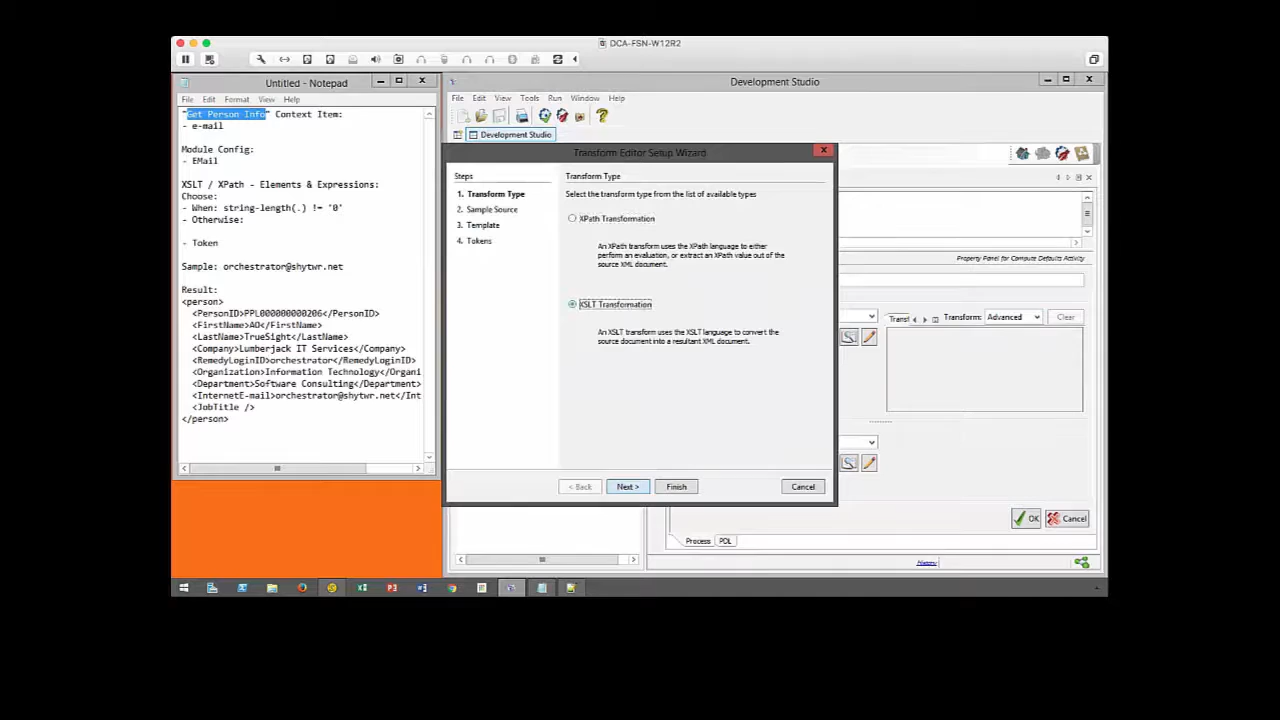 DCA-FSN-W12R2
Untitled - Notepad
File Edit Format View Help
"Get Person Info" Context Item:
- e-mail
Module Config:
- EMail
XSLT / XPath - Elements & Expressions:
Choose:
- When: string-length(.) != '0'
- Otherwise:
- Token
Sample: orchestrator@shytwr.net
Result:
<person>
<PersonID>PPL000000000206</PersonID>
<FirstName>AO</FirstName>
<LastName>TrueSight</LastName>
<Company>Lumberjack IT Services</Company>
<RemedyLoginID>orchestrator</RemedyLoginID>
<Organization>Information Technology</Organi
<Department>Software Consulting</Department>
<InternetE-mail>orchestrator@shytwr.net</Int
<JobTitle />
</person>
Development Studio
File Edit View Tools Run Window Help
Development Studio
Transform Editor Setup Wizard
Steps
1. Transform Type
2. Sample Source
3. Template
4. Tokens
Transform Type
Select the transform type from the list of available types
XPath Transformation
An XPath transform uses the XPath language to either
perform an evaluation, or extract an XPath value out of the
source XML document.
XSLT Transformation
An XSLT transform uses the XSLT language to convert the
source document into a resultant XML document.
< Back Next > Finish Cancel
Property Panel for Compute Defaults Activity
Transf Transform: Advanced Clear
OK Cancel
Process PDL